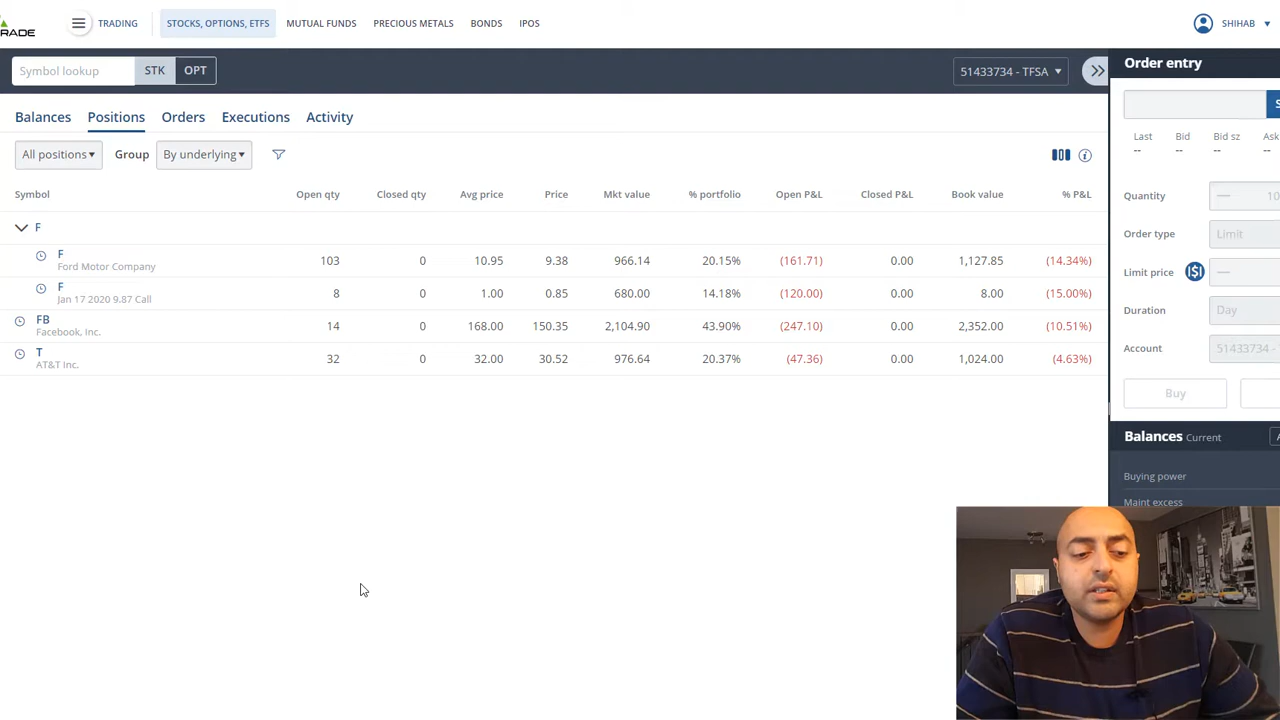 RADE
TRADING
STOCKS, OPTIONS, ETFS
MUTUAL FUNDS
PRECIOUS METALS
BONDS
IPOS
SHIHAB
Symbol lookup
STK
OPT
51433734 - TFSA
Order entry
Balances
Positions
Orders
Executions
Activity
Last
Bid
Bid sz
Ask
--
--
--
--
All positions
Group
By underlying
Symbol Open qty Closed qty Avg price Price Mkt value % portfolio Open P&L Closed P&L Book value % P&L
F
F 103 0 10.95 9.38 966.14 20.15% (161.71) 0.00 1,127.85 (14.34%)
Ford Motor Company
F 8 0 1.00 0.85 680.00 14.18% (120.00) 0.00 8.00 (15.00%)
Jan 17 2020 9.87 Call
FB 14 0 168.00 150.35 2,104.90 43.90% (247.10) 0.00 2,352.00 (10.51%)
Facebook, Inc.
T 32 0 32.00 30.52 976.64 20.37% (47.36) 0.00 1,024.00 (4.63%)
AT&T Inc.
Quantity 10
Order type Limit
Limit price
Duration Day
Account 51433734 -
Buy
Balances Current
Buying power
Maint excess